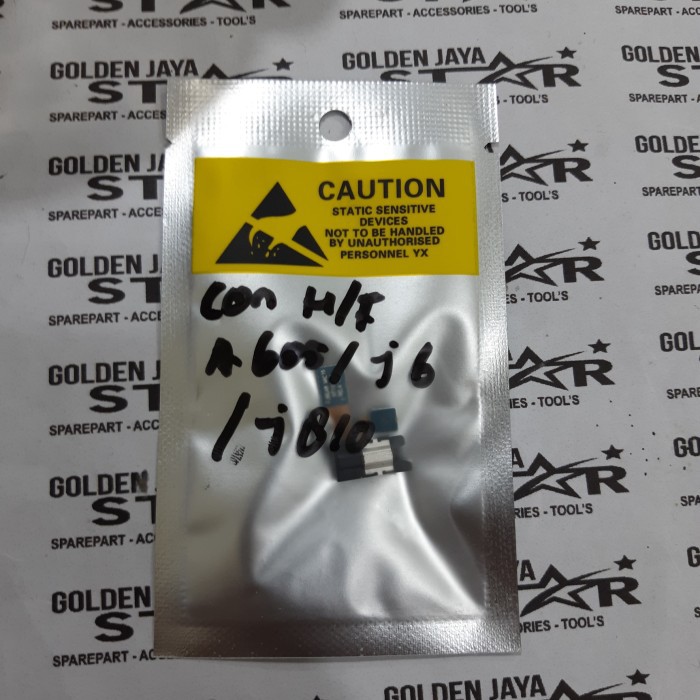 GOLDEN JAYA
STAR
SPAREPART - ACCESSORIES - TOOL'S
CAUTION
STATIC SENSITIVE
DEVICES
NOT TO BE HANDLED
BY UNAUTHORISED
PERSONNEL YX
con H/F
A600/j6
/j810